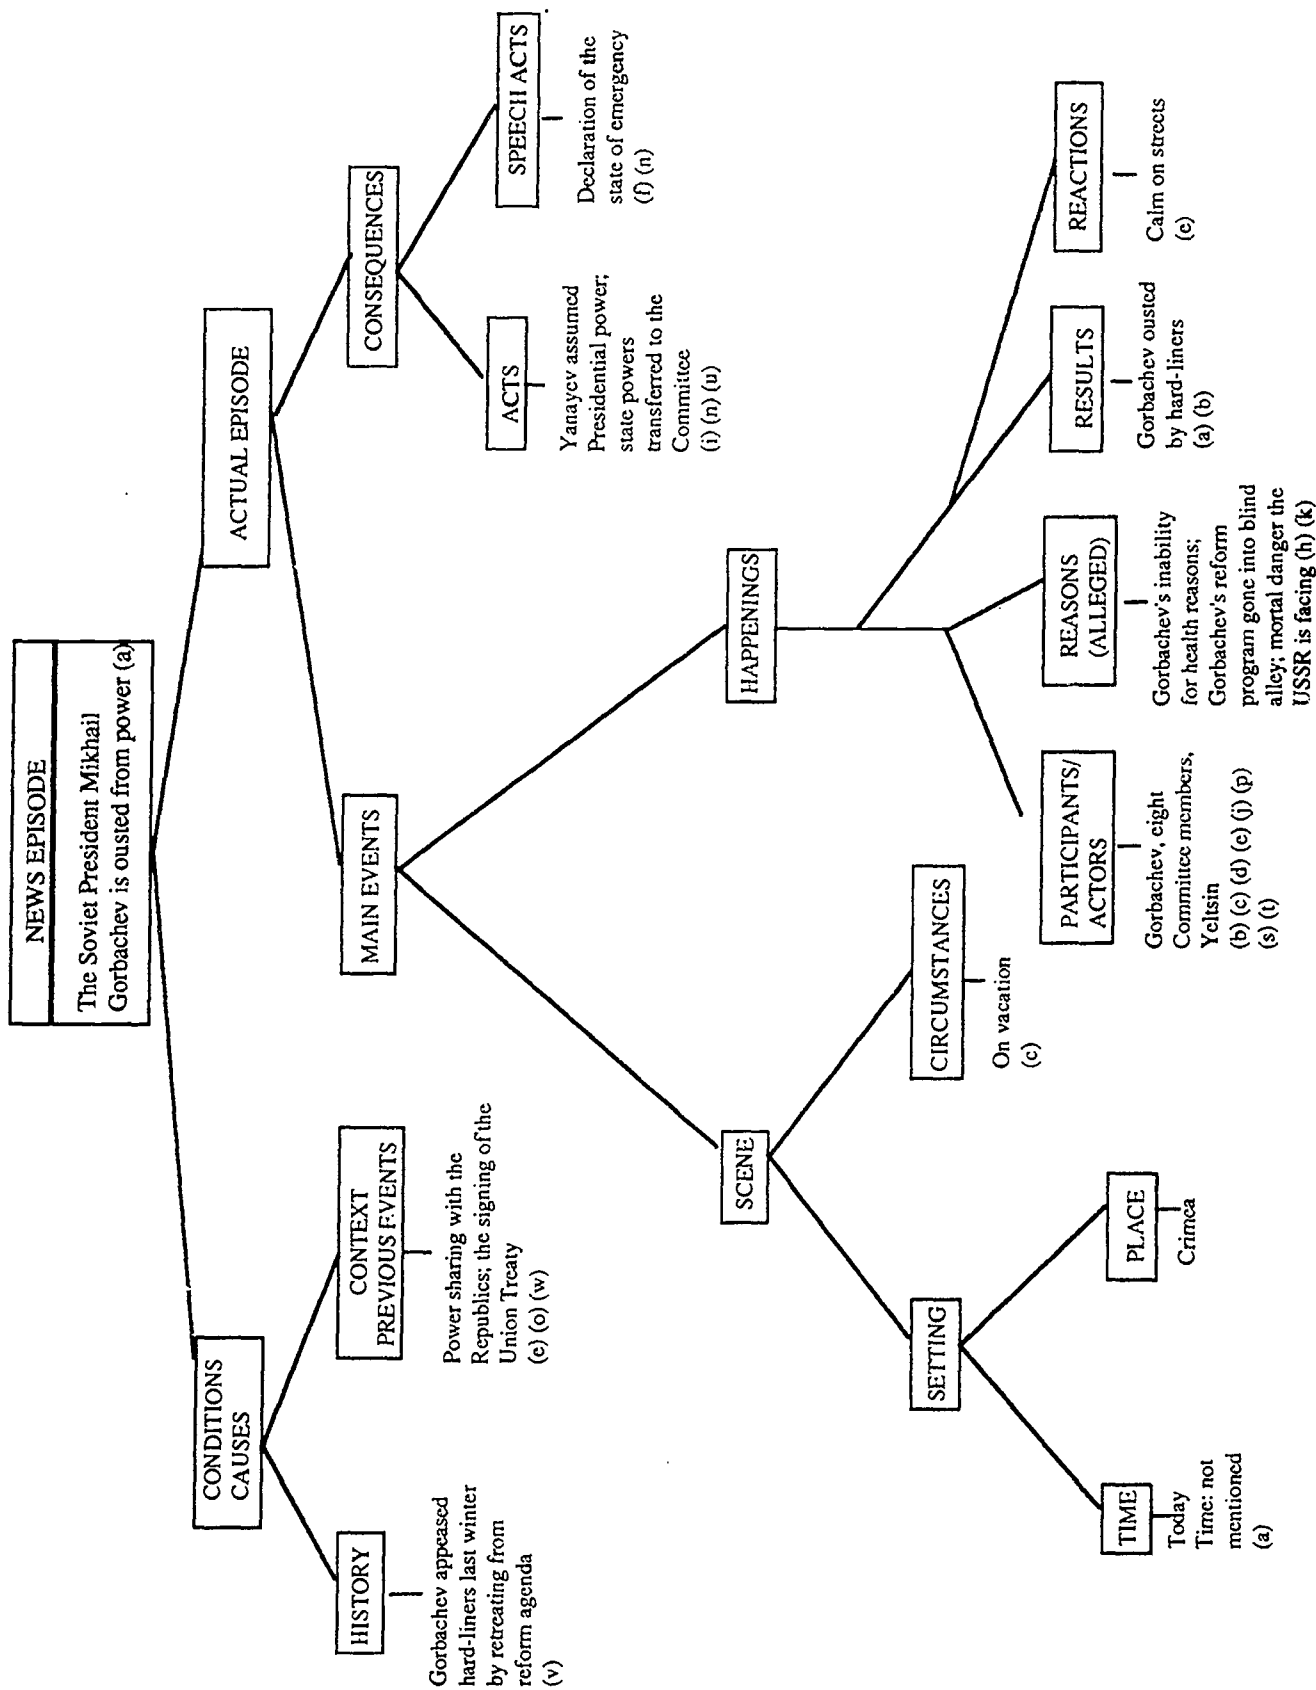 NEWS EPISODE
The Soviet President Mikhail
Gorbachev is ousted from power (a)
CONDITIONS
CAUSES
ACTUAL EPISODE
HISTORY
Gorbachev appeased
hard-liners last winter
by retreating from
reform agenda
(v)
CONTEXT
PREVIOUS EVENTS
Power sharing with the
Republics; the signing of the
Union Treaty
(e) (o) (w)
MAIN EVENTS
CONSEQUENCES
ACTS
Yanayev assumed
Presidential power;
state powers
transferred to the
Committee
(i) (n) (u)
SPEECH ACTS
Declaration of the
state of emergency
(f) (n)
SCENE
HAPPENINGS
SETTING
CIRCUMSTANCES
On vacation
(c)
TIME
Today
Time: not
mentioned
(a)
PLACE
Crimea
PARTICIPANTS/
ACTORS
Gorbachev, eight
Committee members,
Yeltsin
(b) (c) (d) (e) (j) (p)
(s) (t)
REASONS
(ALLEGED)
Gorbachev's inability
for health reasons;
Gorbachev's reform
program gone into blind
alley; mortal danger the
USSR is facing (h) (k)
RESULTS
Gorbachev ousted
by hard-liners
(a) (b)
REACTIONS
Calm on streets
(e)